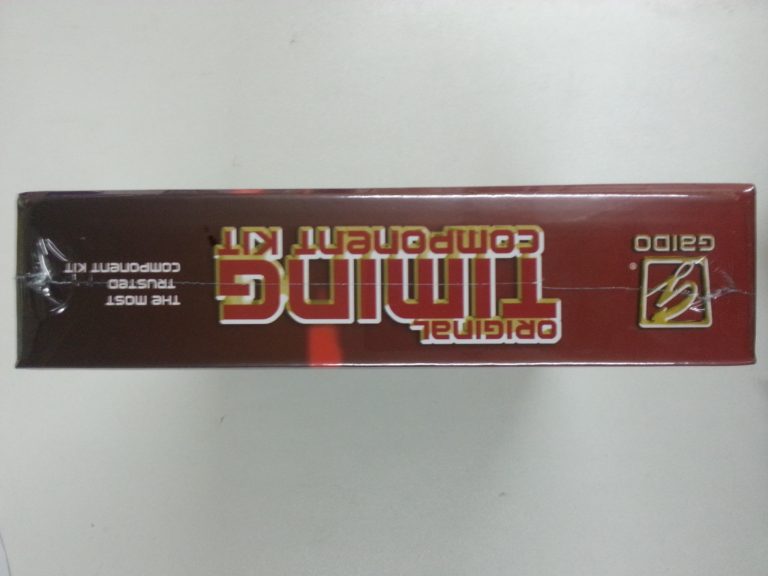 GAIDO
ORIGINAL
TIMING
COMPONENT KIT
THE MOST
TRUSTED
COMPONENT KIT